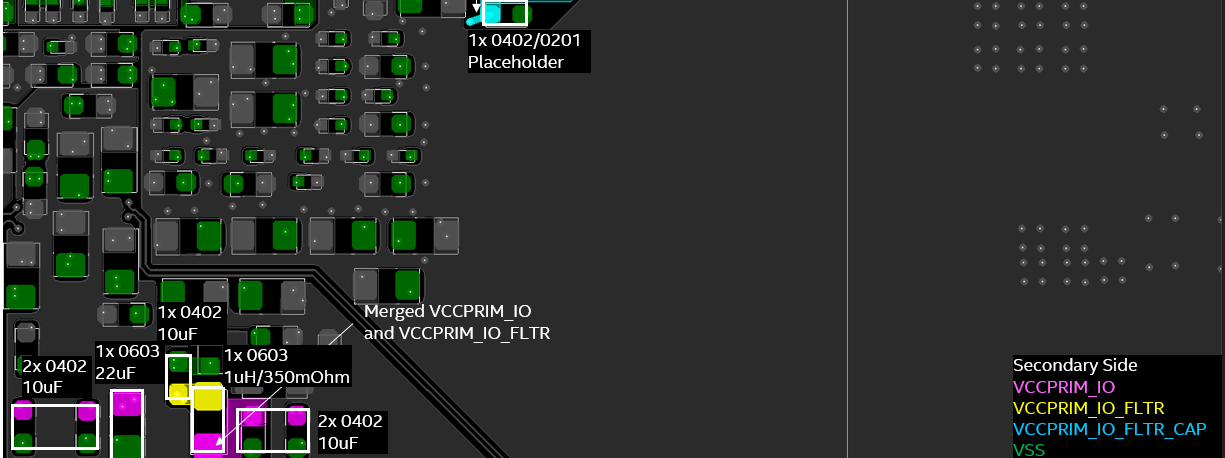 1x 0402/0201
Placeholder
1x 0402
10uF
Merged VCCPRIM_IO
and VCCPRIM_IO_FLTR
1x 0603
22uF
1x 0603
1uH/350mOhm
2x 0402
10uF
2x 0402
10uF
Secondary Side
VCCPRIM_IO
VCCPRIM_IO_FLTR
VCCPRIM_IO_FLTR_CAP
VSS